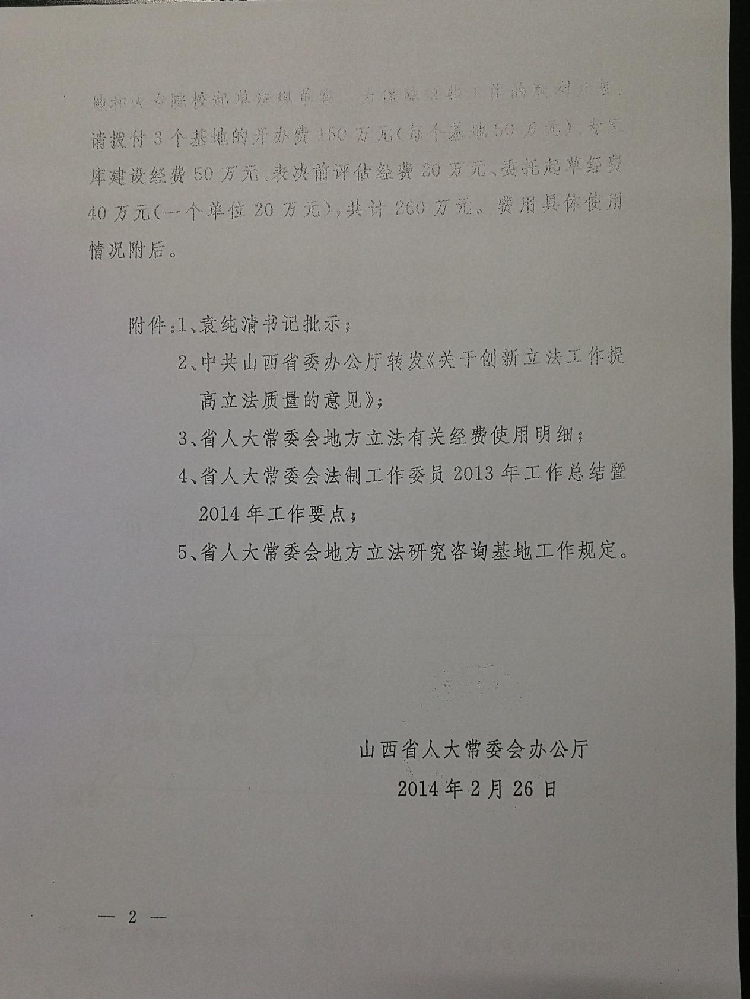 地和大专院校起草法规草案 为保障这些工作的顺利开展,
请拨付3个基地的开办费150万元(每个基地50万元)、专家
库建设经费50万元、表决前评估经费20万元、委托起草经费
40万元(一个单位20万元),共计260万元。费用具体使用
情况附后。
附件:1、袁纯清书记批示;
2、中共山西省委办公厅转发《关于创新立法工作提
高立法质量的意见》;
3、省人大常委会地方立法有关经费使用明细;
4、省人大常委会法制工作委员2013年工作总结暨
2014年工作要点;
5、省人大常委会地方立法研究咨询基地工作规定。
山西省人大常委会办公厅
2014年2月26日
— 2 —